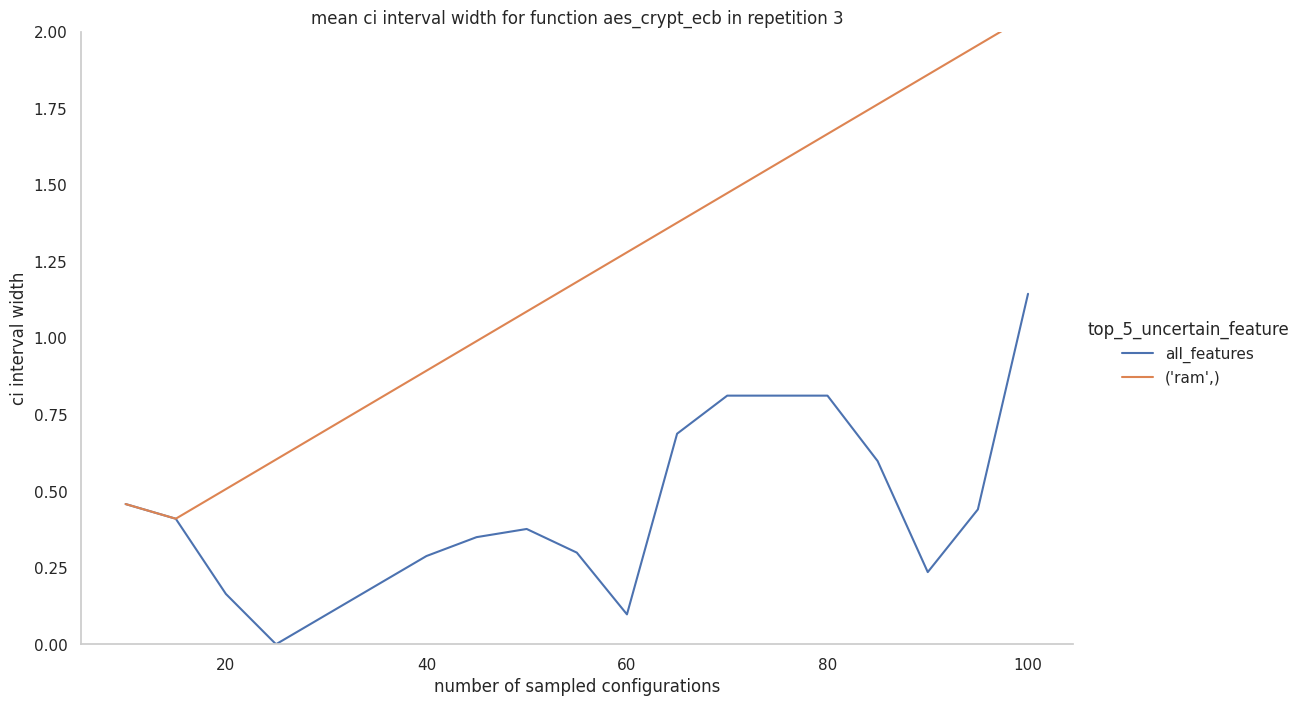 mean ci interval width for function aes_crypt_ecb in repetition 3
2.00
1.75
1.50
1.25
1.00
0.75
0.50
0.25
0.00
ci interval width
20
40
60
80
100
number of sampled configurations
top_5_uncertain_feature
all_features
('ram',)